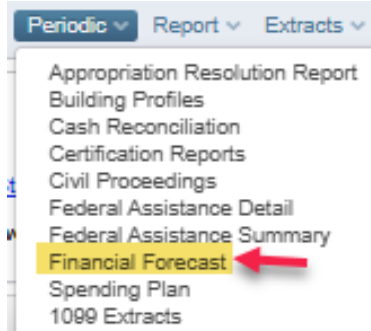 Periodic Report Extracts
Appropriation Resolution Report
Building Profiles
Cash Reconciliation
Certification Reports
Civil Proceedings
Federal Assistance Detail
Federal Assistance Summary
Financial Forecast
Spending Plan
1099 Extracts